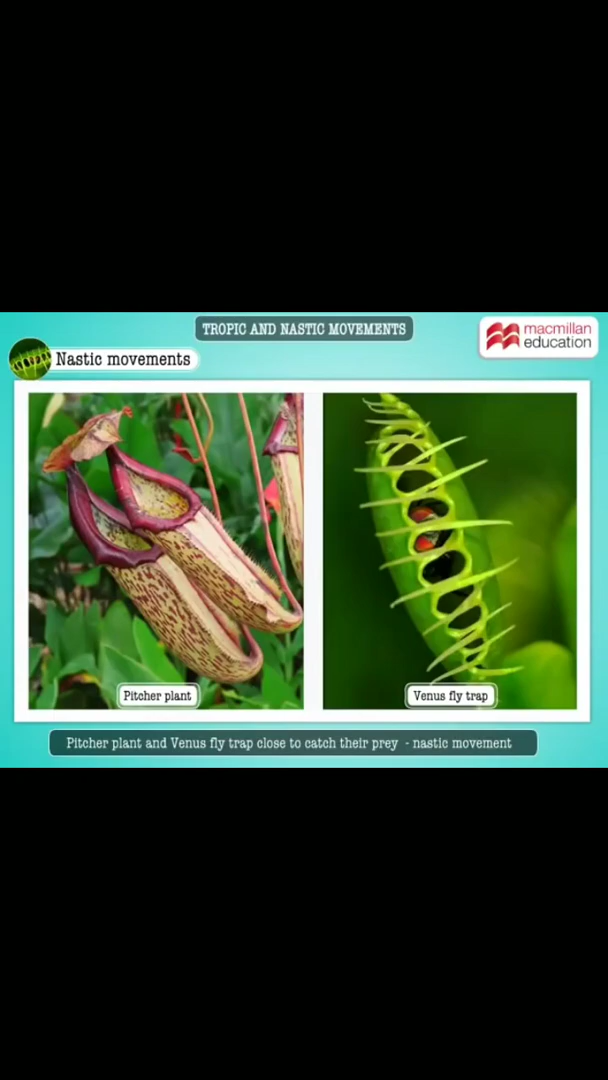 TROPIC AND NASTIC MOVEMENTS
macmillan
education
Nastic movements
Pitcher plant
Venus fly trap
Pitcher plant and Venus fly trap close to catch their prey - nastic movement